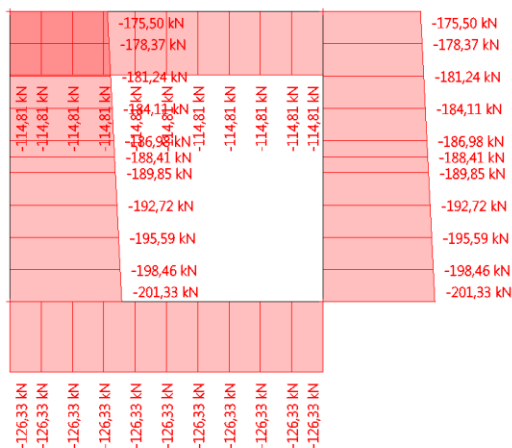 -175,50 kN
-178,37 kN
-181,24 kN
-184,11 kN
-186,98 kN
-188,41 kN
-189,85 kN
-192,72 kN
-195,59 kN
-198,46 kN
-201,33 kN
-114,81 kN
-114,81 kN
-114,81 kN
-114,81 kN
-114,81 kN
-114,81 kN
-114,81 kN
-114,81 kN
-114,81 kN
-114,81 kN
-114,81 kN
-175,50 kN
-178,37 kN
-181,24 kN
-184,11 kN
-186,98 kN
-188,41 kN
-189,85 kN
-192,72 kN
-195,59 kN
-198,46 kN
-201,33 kN
-126,33 kN
-126,33 kN
-126,33 kN
-126,33 kN
-126,33 kN
-126,33 kN
-126,33 kN
-126,33 kN
-126,33 kN
-126,33 kN
-126,33 kN